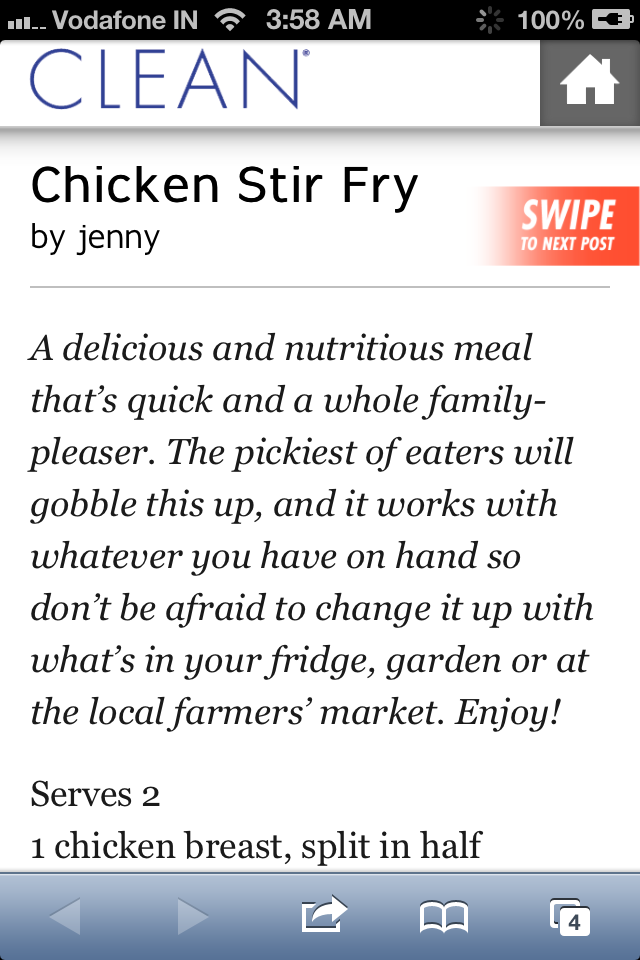 Vodafone IN 3:58 AM 100%
CLEAN®
Chicken Stir Fry
by jenny
SWIPE
TO NEXT POST
A delicious and nutritious meal
that’s quick and a whole family-
pleaser. The pickiest of eaters will
gobble this up, and it works with
whatever you have on hand so
don’t be afraid to change it up with
what’s in your fridge, garden or at
the local farmers’ market. Enjoy!
Serves 2
1 chicken breast, split in half
4